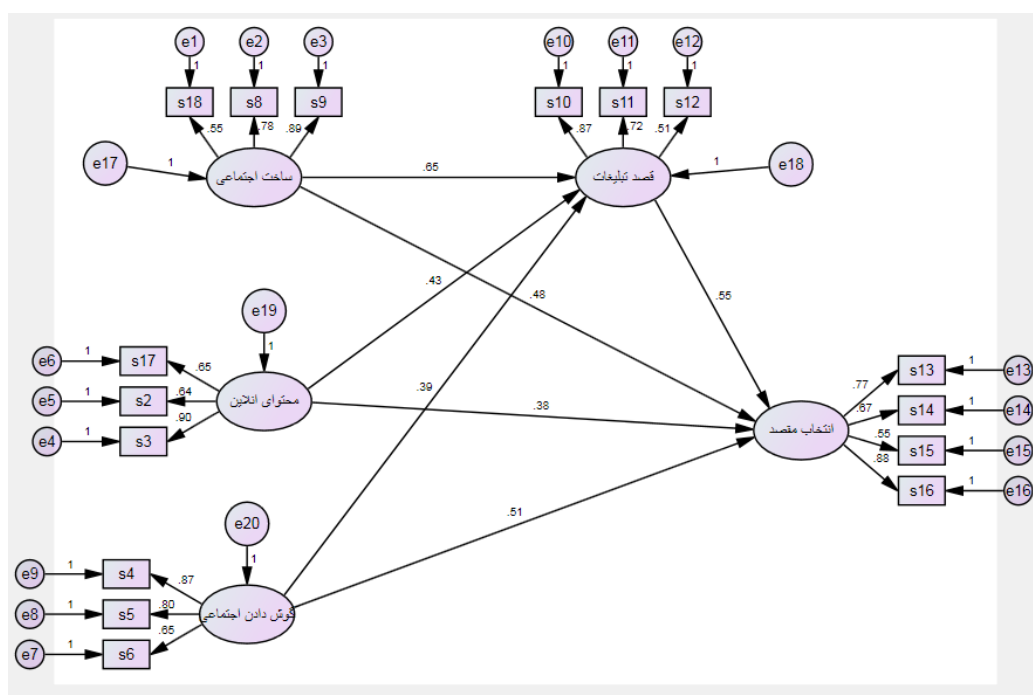 e1 e2 e3 e10 e11 e12
1 1 1 1 1 1
s18 s8 s9 s10 s11 s12
.55 .78 .89 .87 .72 .51
e17 1 ساخت اجتماعی .65 قصد تبلیغات 1 e18
.43 .48 .55
e19
1
e6 1 s17 .65
e5 1 s2 .64 محتوای انلاین
e4 1 s3 .90
.39 .38
انتخاب مقصد
.77 s13 1 e13
.67 s14 1 e14
.55 s15 1 e15
.88 s16 1 e16
.51
e20
1
e9 1 s4 .87
e8 1 s5 .80 گوش دادن اجتماعی
e7 1 s6 .65